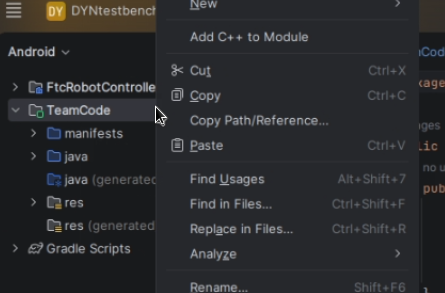 DY DYNtestbench
New
Android
Add C++ to Module
Cod
Cut Ctrl+X
FtcRobotControlle
Copy Ctrl+C
TeamCode
Copy Path/Reference...
manifests
Paste Ctrl+V
java
java (generated
Find Usages Alt+Shift+7
res
Find in Files... Ctrl+Shift+F
res (generated
Replace in Files... Ctrl+Shift+R
Gradle Scripts
Analyze
Rename... Shift+F6